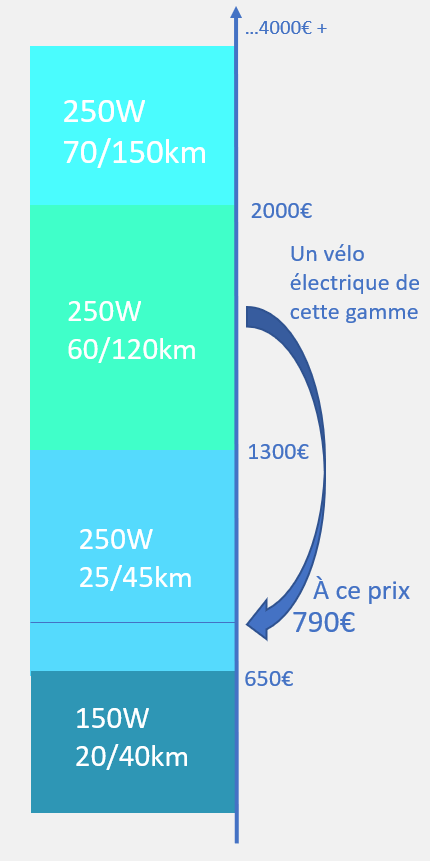 ...4000€ +
250W
70/150km
2000€
Un vélo
électrique de
cette gamme
250W
60/120km
1300€
250W
25/45km
À ce prix
790€
650€
150W
20/40km